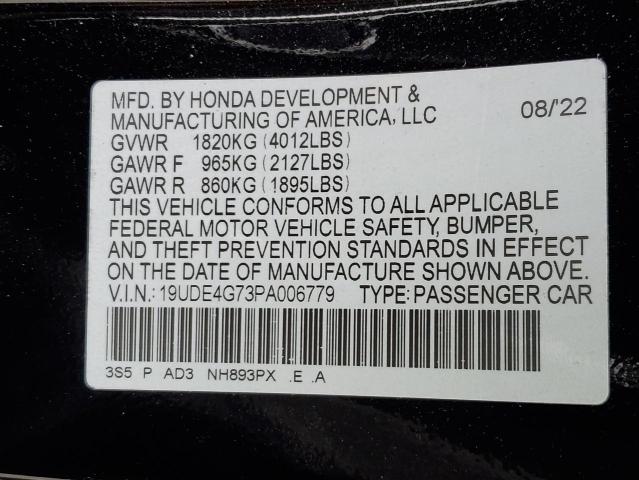 MFD. BY HONDA DEVELOPMENT &
MANUFACTURING OF AMERICA, LLC 08/'22
GVWR 1820KG (4012LBS)
GAWR F 965KG (2127LBS)
GAWR R 860KG (1895LBS)
THIS VEHICLE CONFORMS TO ALL APPLICABLE
FEDERAL MOTOR VEHICLE SAFETY, BUMPER,
AND THEFT PREVENTION STANDARDS IN EFFECT
ON THE DATE OF MANUFACTURE SHOWN ABOVE.
V.I.N.: 19UDE4G73PA006779 TYPE: PASSENGER CAR
3S5 P AD3 NH893PX .E .A